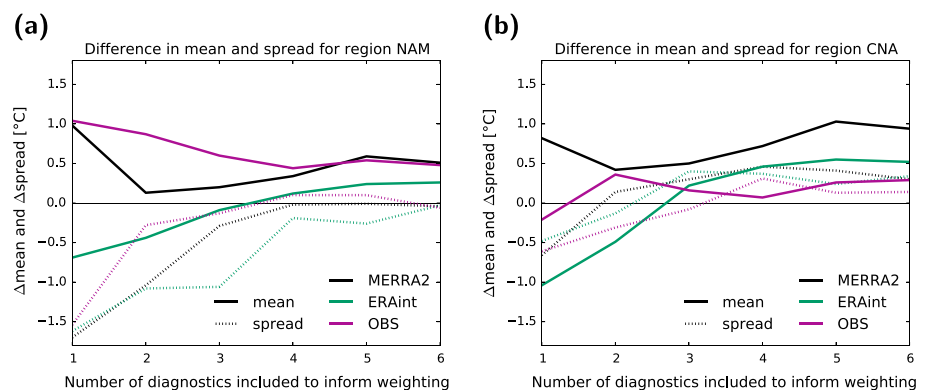 (a)
Difference in mean and spread for region NAM
Δmean and Δspread [°C]
1.5
1.0
0.5
0.0
−0.5
−1.0
−1.5
mean
spread
MERRA2
ERAint
OBS
1 2 3 4 5 6
Number of diagnostics included to inform weighting
(b)
Difference in mean and spread for region CNA
Δmean and Δspread [°C]
1.5
1.0
0.5
0.0
−0.5
−1.0
−1.5
mean
spread
MERRA2
ERAint
OBS
1 2 3 4 5 6
Number of diagnostics included to inform weighting